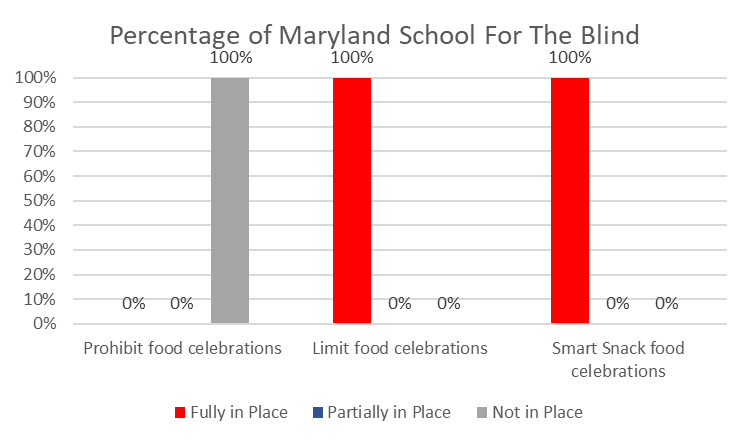 Percentage of Maryland School For The Blind
100% 100% 100%
100%
90%
80%
70%
60%
50%
40%
30%
20%
10%
0%
0% 0% 0% 0% 0% 0%
Prohibit food celebrations Limit food celebrations Smart Snack food
celebrations
Fully in Place Partially in Place Not in Place